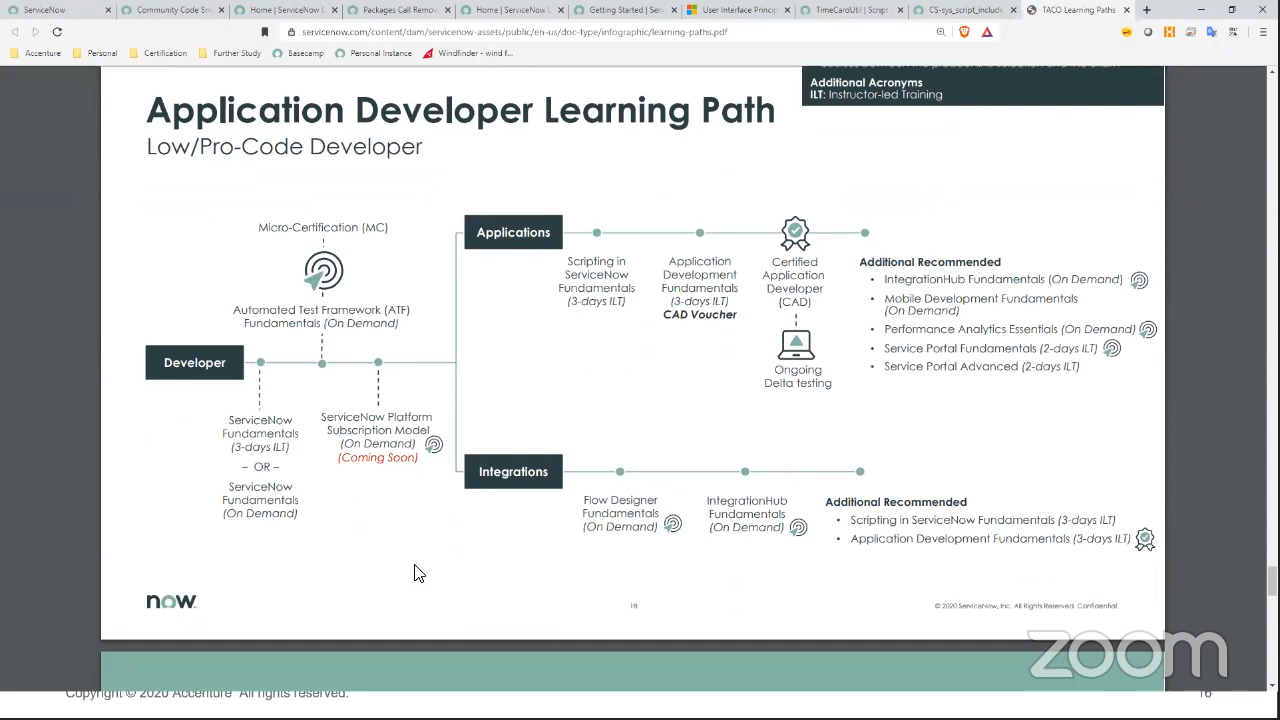 ServiceNow
Community Code Sn
Home | ServiceNow D
Packages Call Remov
Home | ServiceNow D
Getting Started | Ser
User Interface Princip
TimeCardUtil | Script
CS-sys_script_include
TACO Learning Paths
servicenow.com/content/dam/servicenow-assets/public/en-us/doc-type/infographic/learning-paths.pdf
Accenture
Personal
Certification
Further Study
Basecamp
Personal Instance
Windfinder - wind f...
Additional Acronyms
ILT: Instructor-led Training
Application Developer Learning Path
Low/Pro-Code Developer
Micro-Certification (MC)
Automated Test Framework (ATF)
Fundamentals (On Demand)
Developer
ServiceNow
Fundamentals
(3-days ILT)
– OR –
ServiceNow
Fundamentals
(On Demand)
ServiceNow Platform
Subscription Model
(On Demand)
(Coming Soon)
Applications
Scripting in
ServiceNow
Fundamentals
(3-days ILT)
Application
Development
Fundamentals
(3-days ILT)
CAD Voucher
Certified
Application
Developer
(CAD)
Ongoing
Delta testing
Additional Recommended
• IntegrationHub Fundamentals (On Demand)
• Mobile Development Fundamentals
(On Demand)
• Performance Analytics Essentials (On Demand)
• Service Portal Fundamentals (2-days ILT)
• Service Portal Advanced (2-days ILT)
Integrations
Flow Designer
Fundamentals
(On Demand)
IntegrationHub
Fundamentals
(On Demand)
Additional Recommended
• Scripting in ServiceNow Fundamentals (3-days ILT)
• Application Development Fundamentals (3-days ILT)
now
18
© 2020 ServiceNow, Inc. All Rights Reserved. Confidential.
zoom
Copyright © 2020 Accenture All rights reserved.
16